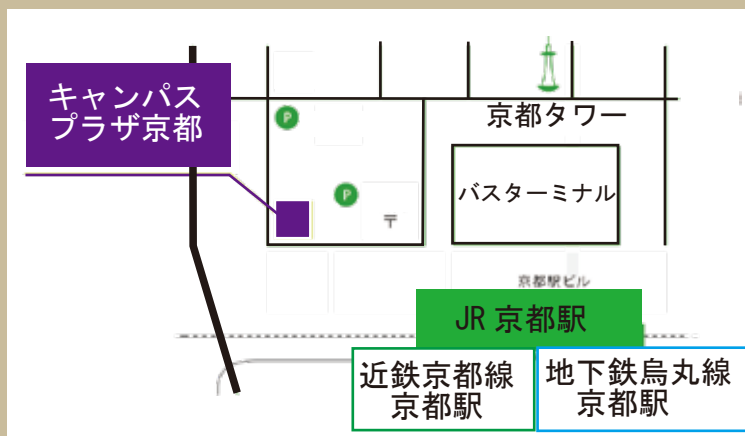 キャンパス
プラザ京都
P
京都タワー
P
バスターミナル
〒
京都駅ビル
JR 京都駅
近鉄京都線
京都駅
地下鉄烏丸線
京都駅